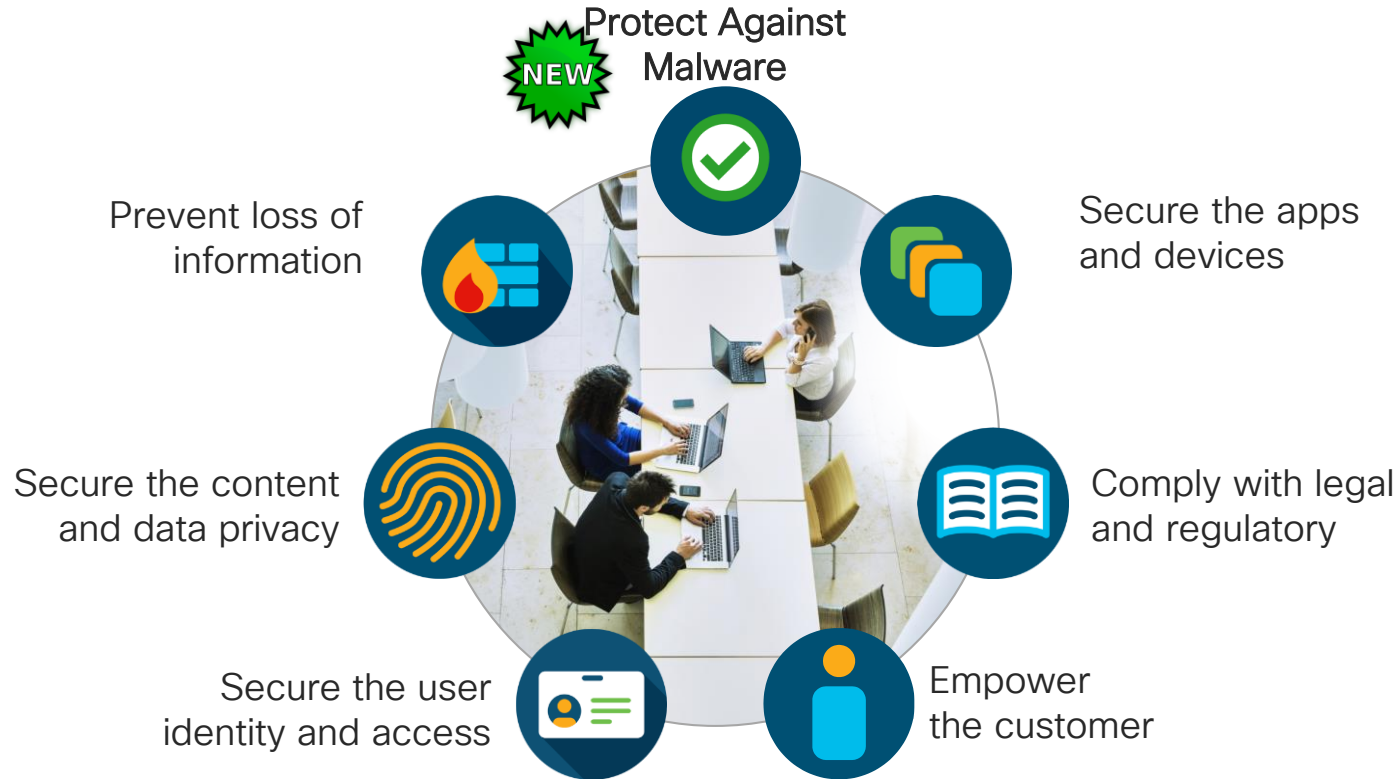 Protect Against
Malware
NEW
Prevent loss of
information
Secure the apps
and devices
Secure the content
and data privacy
Comply with legal
and regulatory
Secure the user
identity and access
Empower
the customer